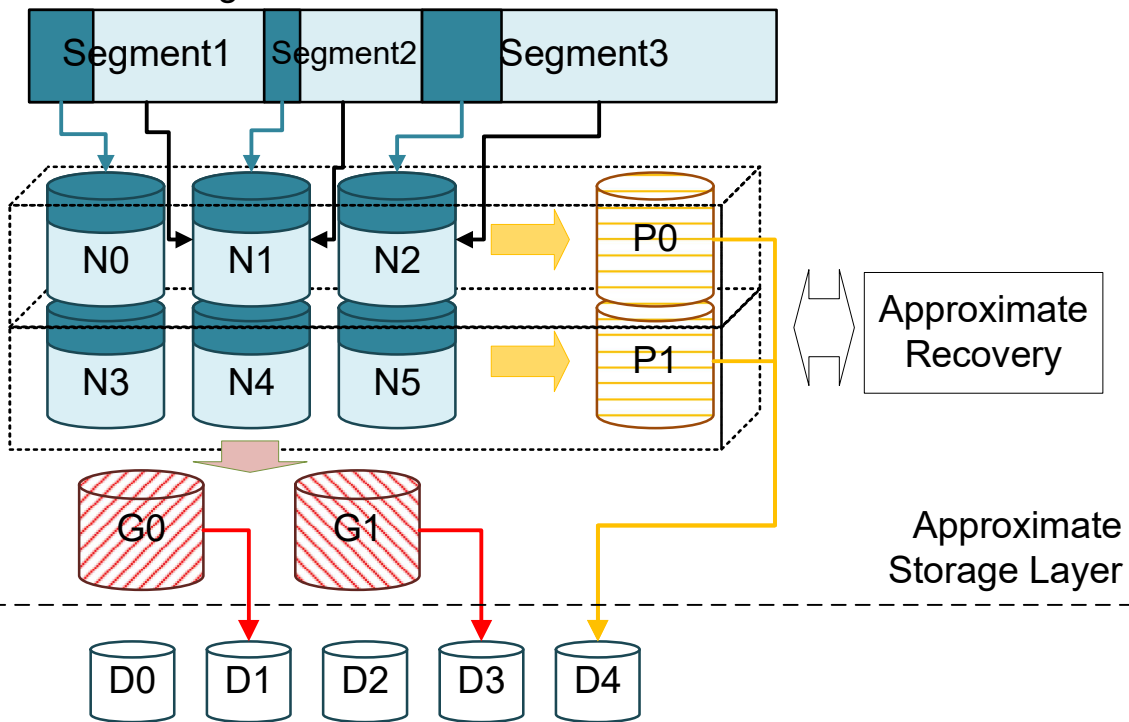 Segment1 Segment2 Segment3
N0 N1 N2 P0
N3 N4 N5 P1
Approximate
Recovery
G0 G1
Approximate
Storage Layer
D0 D1 D2 D3 D4